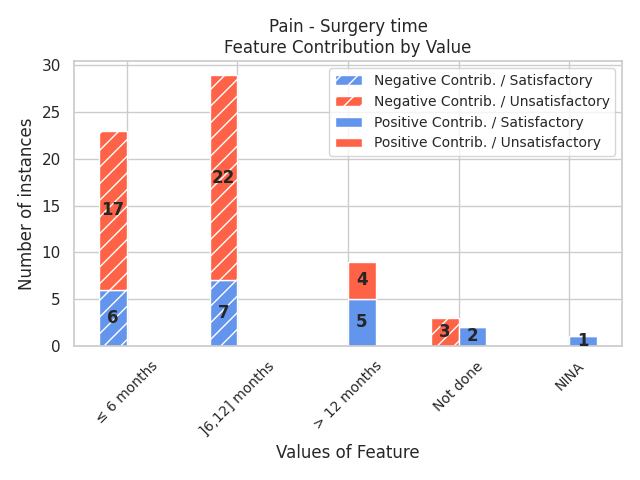 Pain - Surgery time
Feature Contribution by Value
Number of instances
30
25
20
15
10
5
0
Negative Contrib. / Satisfactory
Negative Contrib. / Unsatisfactory
Positive Contrib. / Satisfactory
Positive Contrib. / Unsatisfactory
17
6
22
7
4
5
3
2
1
≤ 6 months
]6,12] months
> 12 months
Not done
NINA
Values of Feature